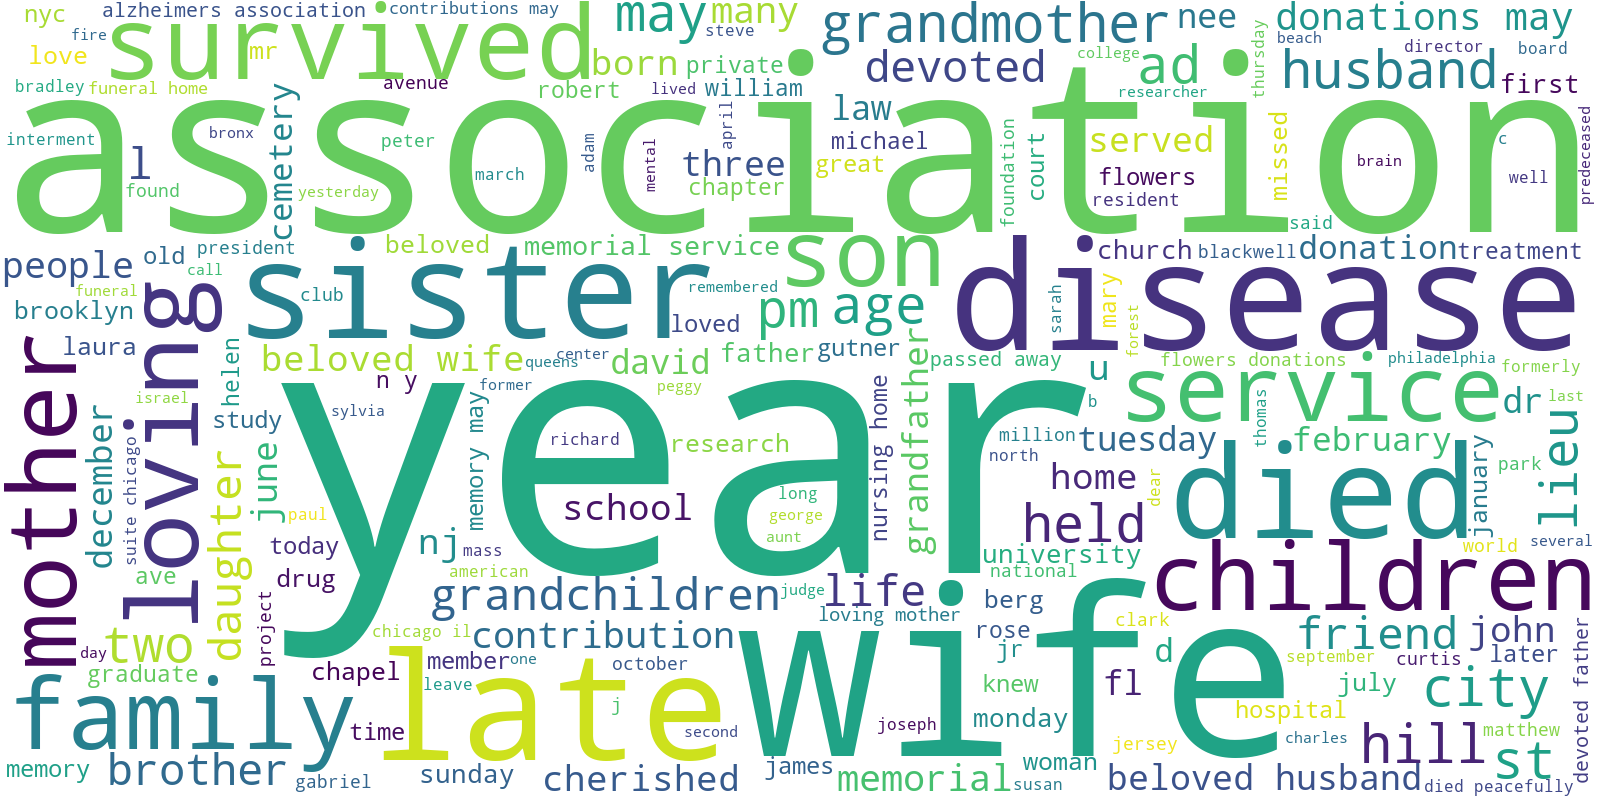 nyc
alzheimers association
contributions may
may
many
grandmother
nee
donations may
fire
survived
steve
thursday
beach
director
board
love
mr
born
private
devoted
college
ad
husband
first
bradley
funeral home
avenue
robert
lived
william
researcher
association
law
interment
bronx
cemetery
peter
adam
mental
three
april
michael
great
foundation
court
served
missed
brain
c
predeceased
l
found
yesterday
march
chapter
flowers
resident
well
said
people
old
president
beloved
memorial service
son
church
blackwell
donation
treatment
call
sister
disease
funeral
club
remembered
pm
age
sarah
mary
forest
brooklyn
loved
laura
loving
helen
beloved wife
queens
center
david
father
gutner
grandfather
passed away
u
flowers donations
philadelphia
formerly
mother
n y
former
peggy
nursing home
year
service
israel
sylvia
b
thomas
dr
last
december
suite chicago
study
june
memory may
richard
research
million
north
tuesday
february
january
lieu
daughter
school
long
home
dear
died
park
paul
george
aunt
held
today
nj
mass
university
world
several
ave
drug
american
national
children
project
grandchildren
judge
life
berg
loving mother
two
day
chicago il
contribution
wife
rose
clark
friend
john
devoted father
graduate
chapel
member
one
october
jr
d
september
curtis
later
family
late
leave
j
knew
fl
july
city
time
second
joseph
monday
hospital
matthew
jersey
charles
hill
st
memory
brother
gabriel
sunday
cherished
james
memorial
woman
susan
beloved husband
died peacefully